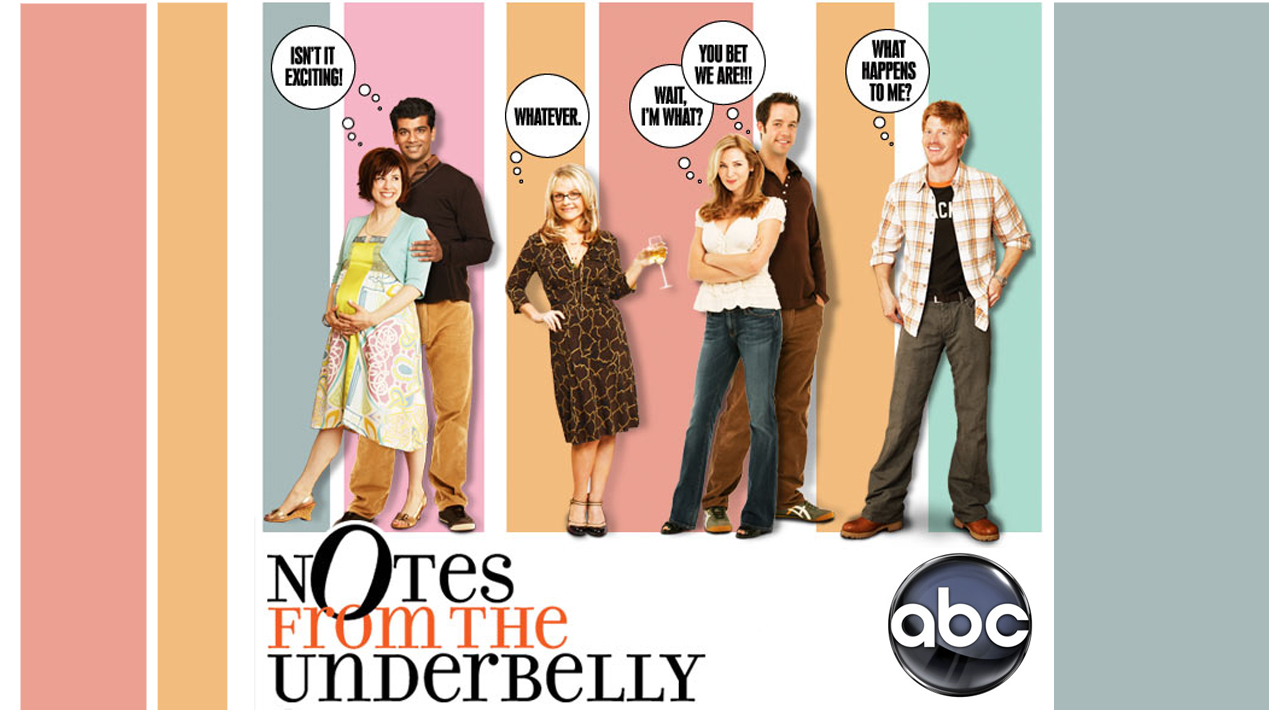 ISN'T IT
EXCITING!
WHATEVER.
WAIT,
I'M WHAT?
YOU BET
WE ARE!!!
WHAT
HAPPENS
TO ME?
NOTes
From THe
UNDerBeLLY
abc